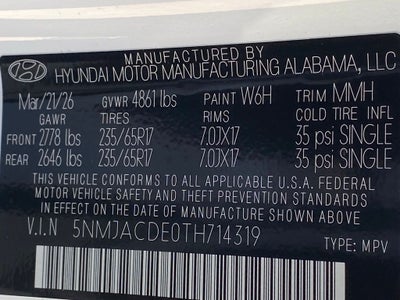 MANUFACTURED BY
HYUNDAI MOTOR MANUFACTURING ALABAMA, LLC
Mar/21/26 GVWR 4861 lbs PAINT W6H TRIM MMH
GAWR TIRES RIMS COLD TIRE INFL
FRONT 2778 lbs 235/65R17 7.0JX17 35 psi SINGLE
REAR 2646 lbs 235/65R17 7.0JX17 35 psi SINGLE
THIS VEHICLE CONFORMS TO ALL APPLICABLE U.S.A. FEDERAL
MOTOR VEHICLE SAFETY AND THEFT PREVENTION STANDARDS
IN EFFECT ON THE DATE OF MANUFACTURE SHOWN ABOVE.
V.I.N 5NMJACDE0TH714319 TYPE: MPV